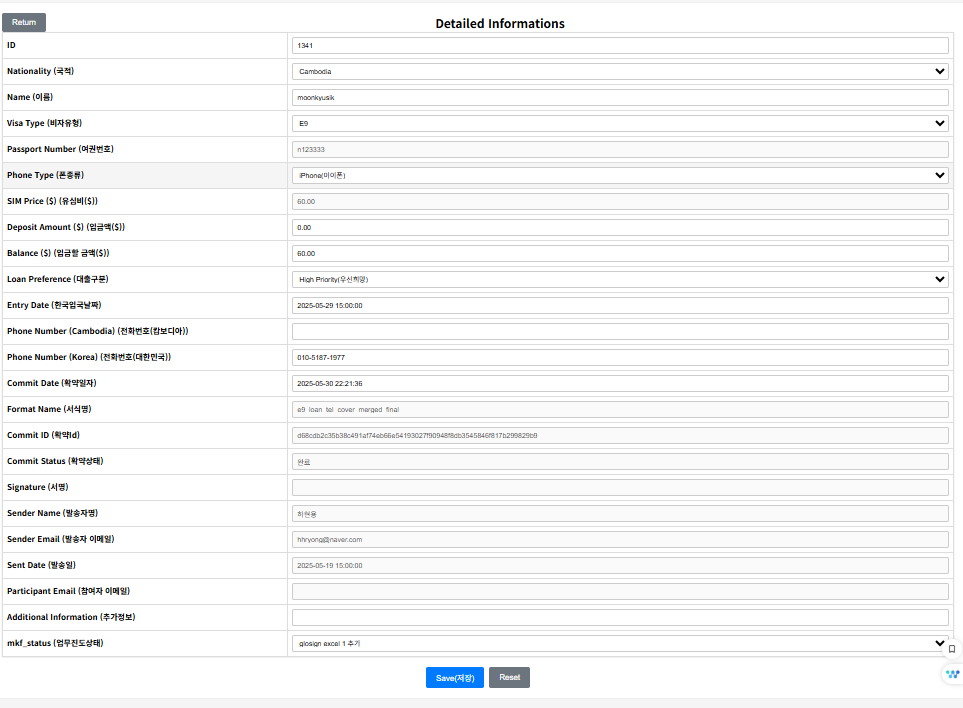 Return
Detailed Informations
ID 1341
Nationality (국적) Cambodia
Name (이름) moonkyusik
Visa Type (비자유형) E9
Passport Number (여권번호) n123333
Phone Type (폰종류) iPhone(아이폰)
SIM Price ($) (유심비($)) 60.00
Deposit Amount ($) (입금액($)) 0.00
Balance ($) (입금할 금액($)) 60.00
Loan Preference (대출구분) High Priority(우선희망)
Entry Date (한국입국날짜) 2025-05-29 15:00:00
Phone Number (Cambodia) (전화번호(캄보디아))
Phone Number (Korea) (전화번호(대한민국)) 010-5187-1977
Commit Date (확약일자) 2025-05-30 22:21:36
Format Name (서식명) e9_loan_tel_cover_merged_final
Commit ID (확약Id) d68cdb2c35b38c491af74eb66e54193027f90948f8db3545846f817b299829b9
Commit Status (확약상태) 완료
Signature (서명)
Sender Name (발송자명) 허현용
Sender Email (발송자 이메일) hhryong@naver.com
Sent Date (발송일) 2025-05-19 15:00:00
Participant Email (참여자 이메일)
Additional Information (추가정보)
mkf_status (업무진도상태) glosign excel 1 추가
Save(저장) Reset